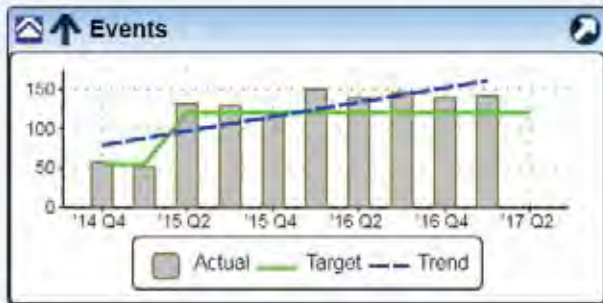 Events
150
100
50
0
'14 Q4 '15 Q2 '15 Q4 '16 Q2 '16 Q4 '17 Q2
Actual Target Trend